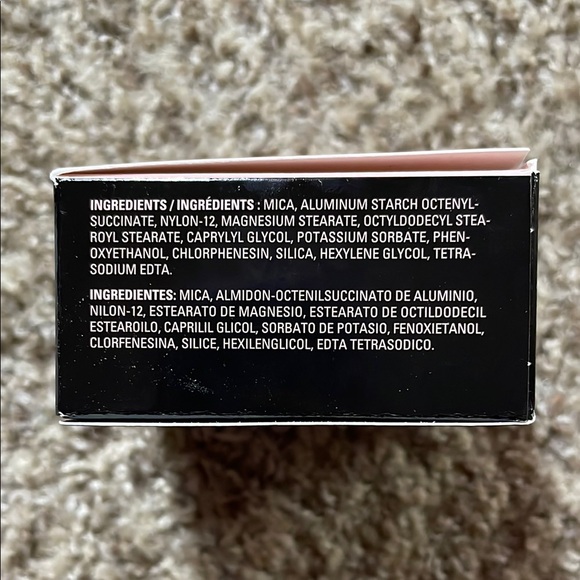 INGREDIENTS / INGRÉDIENTS : MICA, ALUMINUM STARCH OCTENYL-
SUCCINATE, NYLON-12, MAGNESIUM STEARATE, OCTYLDODECYL STEA-
ROYL STEARATE, CAPRYLYL GLYCOL, POTASSIUM SORBATE, PHEN-
OXYETHANOL, CHLORPHENESIN, SILICA, HEXYLENE GLYCOL, TETRA-
SODIUM EDTA.
INGREDIENTES: MICA, ALMIDON-OCTENILSUCCINATO DE ALUMINIO,
NILON-12, ESTEARATO DE MAGNESIO, ESTEARATO DE OCTILDODECIL
ESTEAROILO, CAPRILIL GLICOL, SORBATO DE POTASIO, FENOXIETANOL,
CLORFENESINA, SILICE, HEXILENGLICOL, EDTA TETRASODICO.